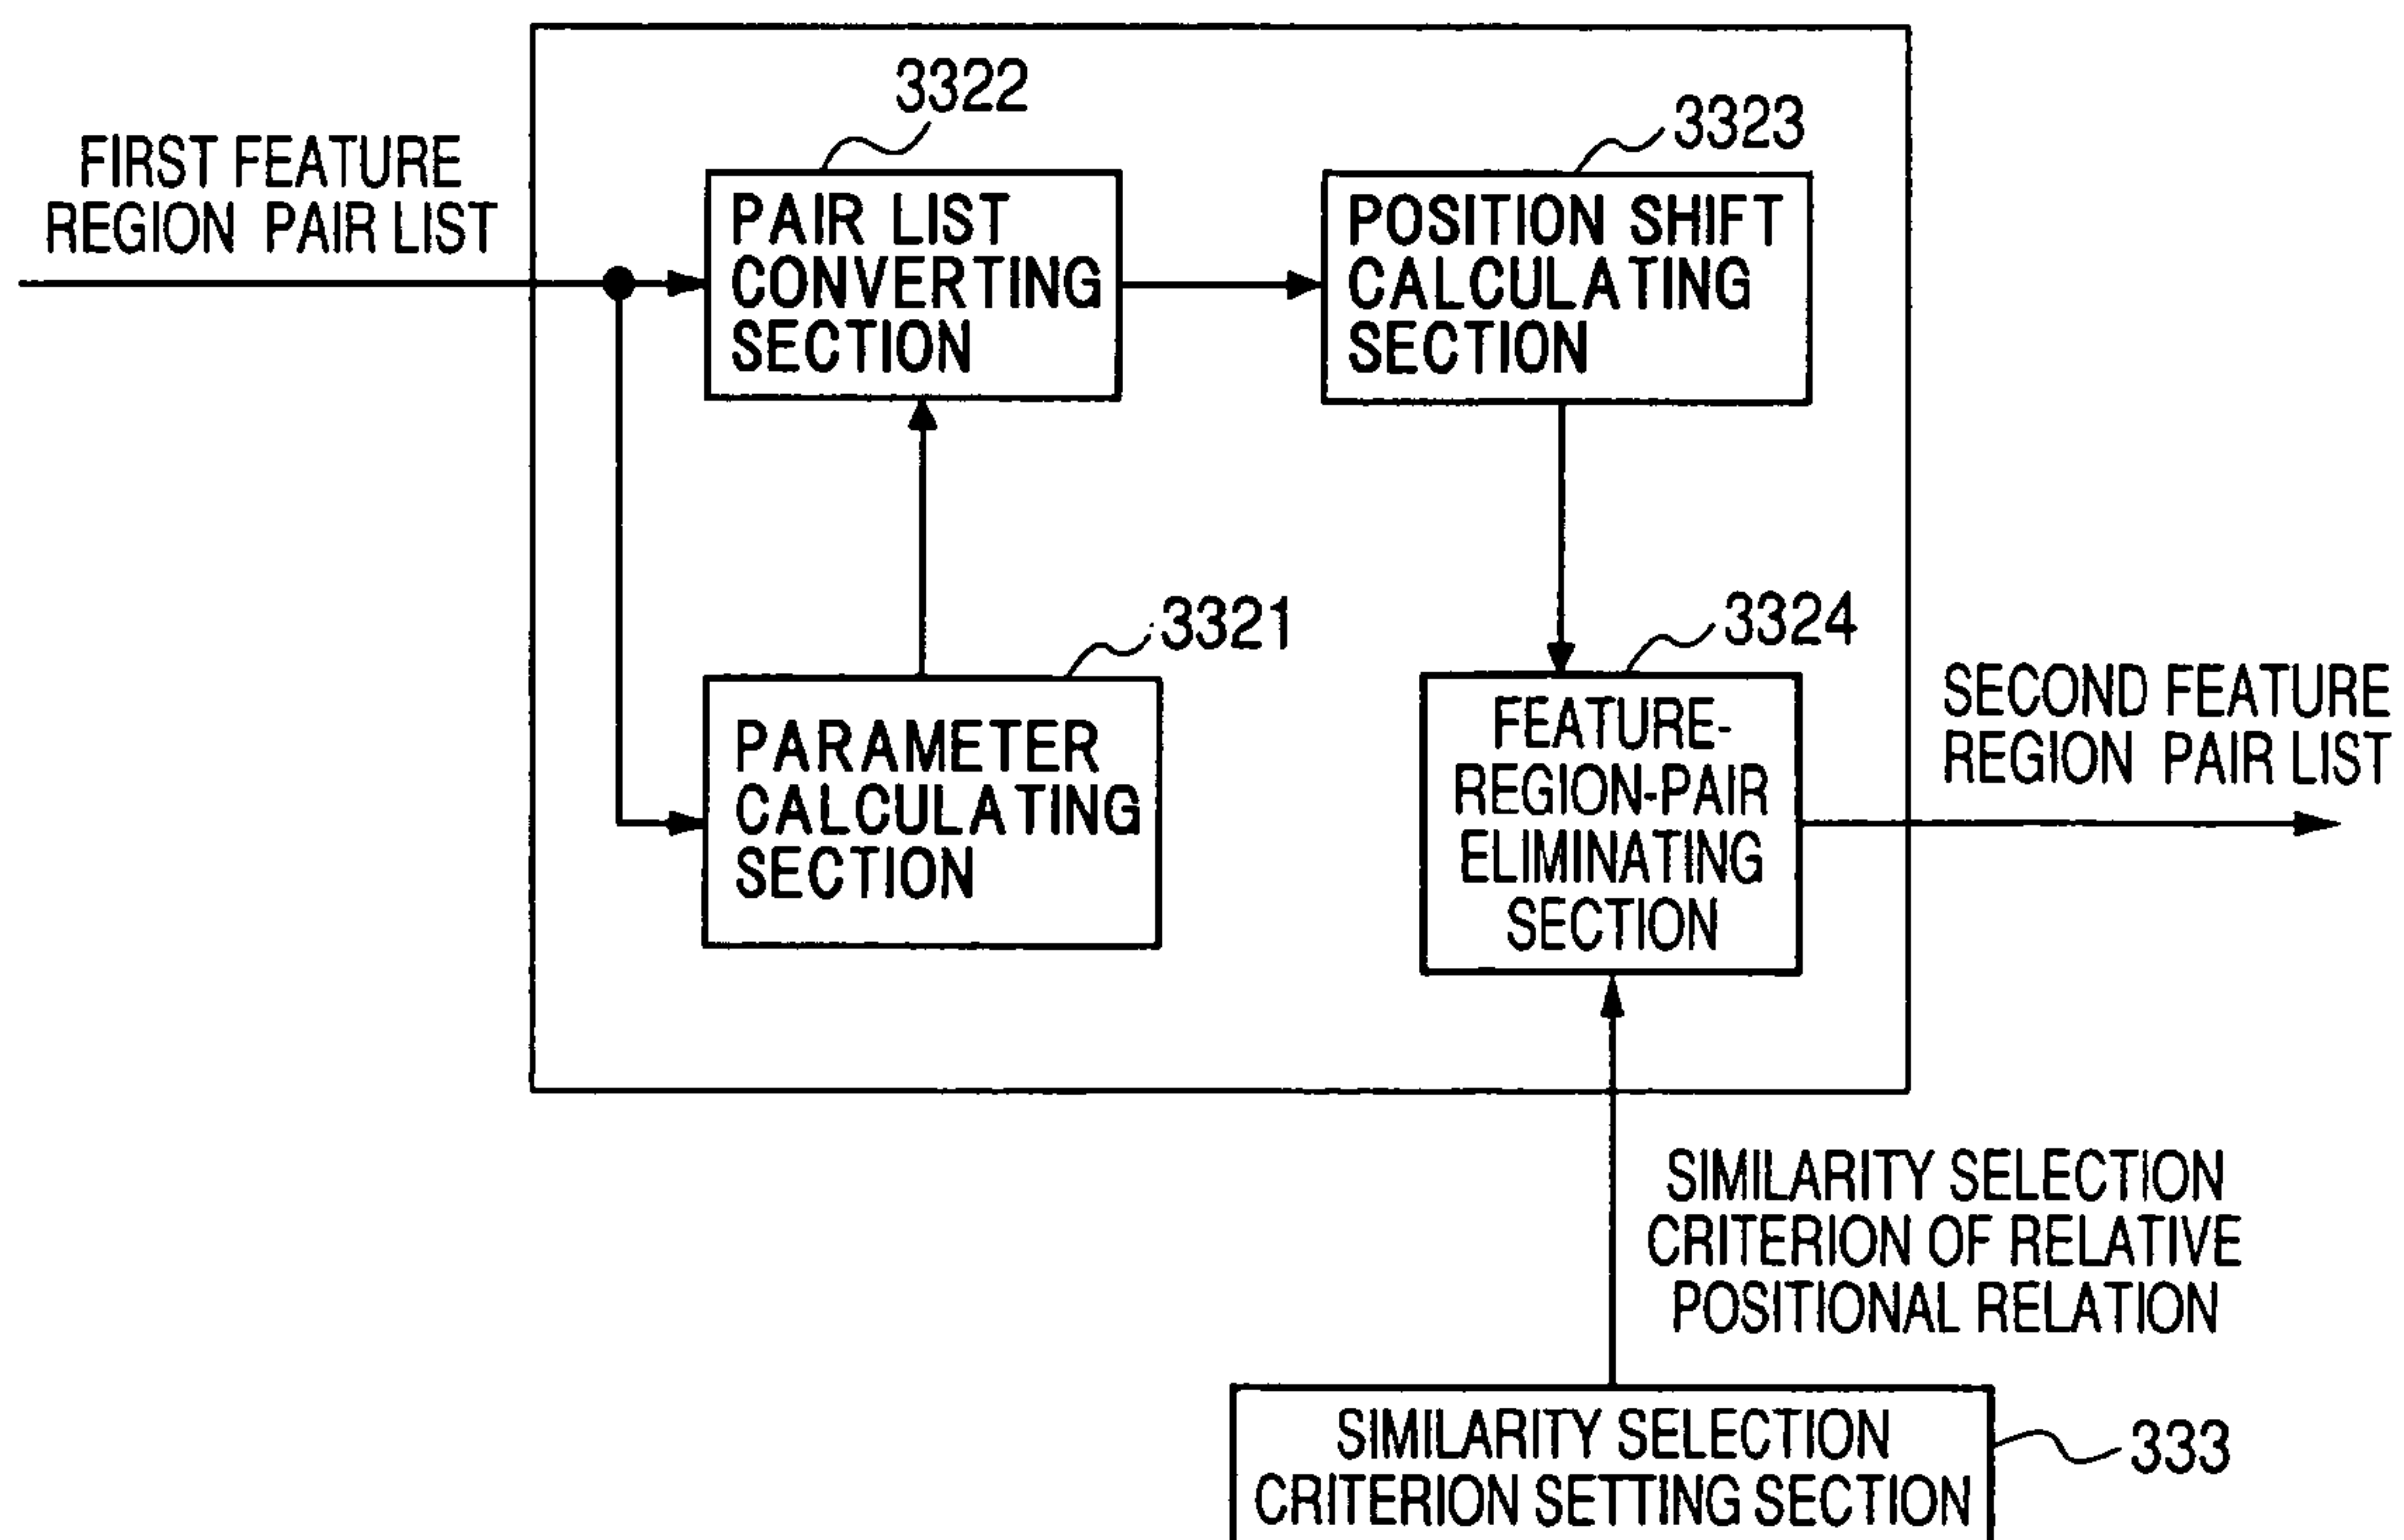 3322
3323
FIRST FEATURE
REGION PAIR LIST
PAIR LIST
CONVERTING
SECTION
POSITION SHIFT
CALCULATING
SECTION
3321
3324
PARAMETER
CALCULATING
SECTION
FEATURE-
REGION-PAIR
ELIMINATING
SECTION
SECOND FEATURE
REGION PAIR LIST
SIMILARITY SELECTION
CRITERION OF RELATIVE
POSITIONAL RELATION
SIMILARITY SELECTION
CRITERION SETTING SECTION
333